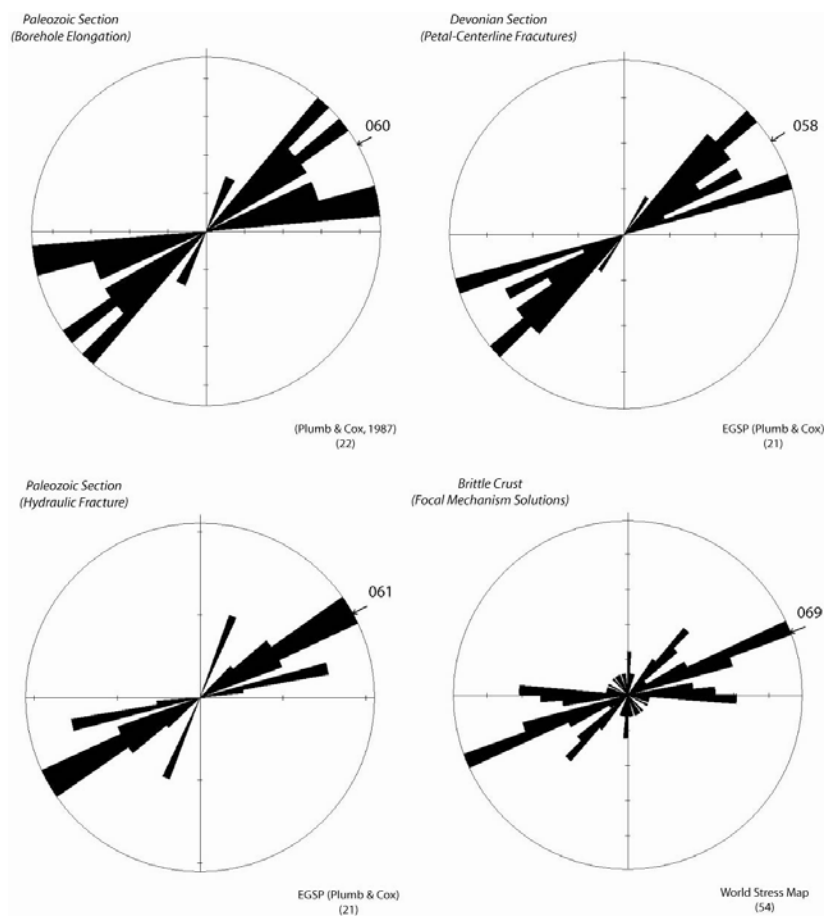 Paleozoic Section
(Borehole Elongation)
060
(Plumb & Cox, 1987)
(22)
Devonian Section
(Petal-Centerline Fracutures)
058
EGSP (Plumb & Cox)
(21)
Paleozoic Section
(Hydraulic Fracture)
061
EGSP (Plumb & Cox)
(21)
Brittle Crust
(Focal Mechanism Solutions)
069
World Stress Map
(54)